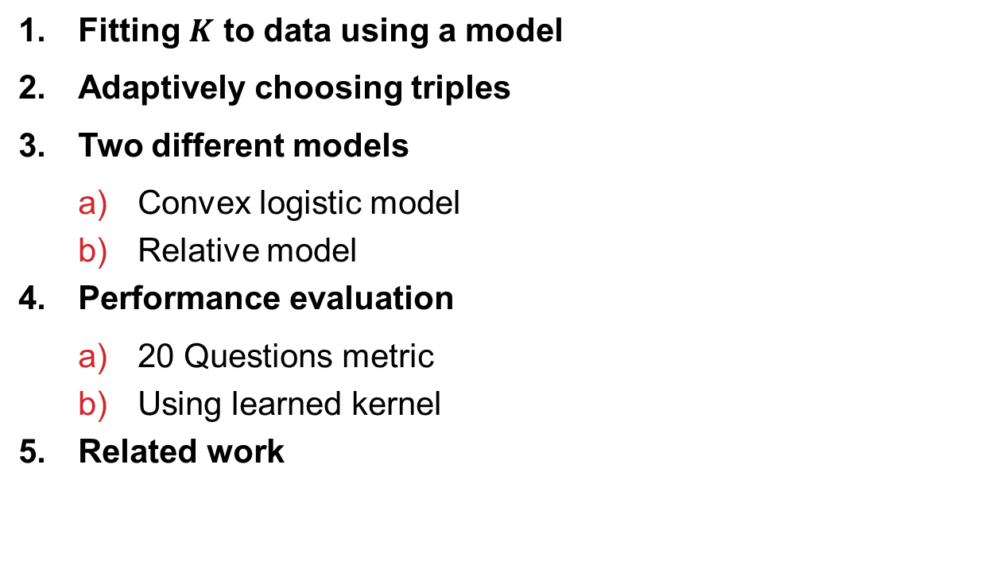 1. Fitting K to data using a model
2. Adaptively choosing triples
3. Two different models
a) Convex logistic model
b) Relative model
4. Performance evaluation
a) 20 Questions metric
b) Using learned kernel
5. Related work